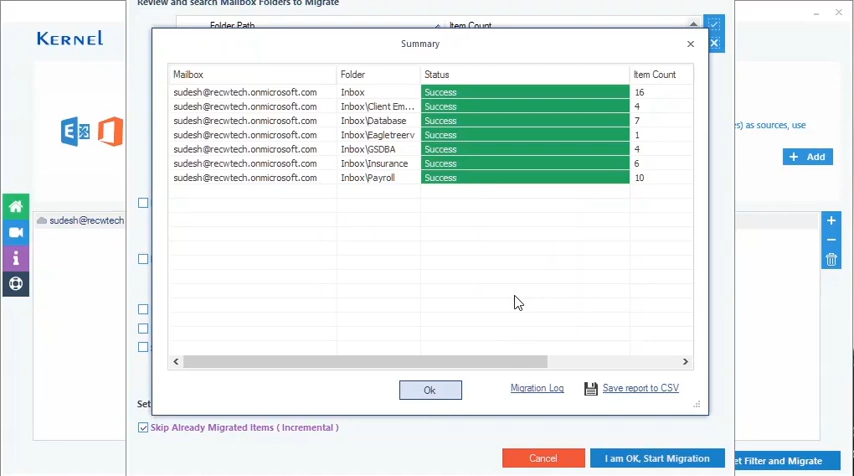 Review and search Mailbox Folders to Migrate
Folder Path Item Count
KERNEL
Summary
Mailbox Folder Status Item Count
sudesh@recwtech.onmicrosoft.com Inbox Success 16
sudesh@recwtech.onmicrosoft.com Inbox\Client Em... Success 4
sudesh@recwtech.onmicrosoft.com Inbox\Database Success 7
sudesh@recwtech.onmicrosoft.com Inbox\Eagletreerv Success 1
sudesh@recwtech.onmicrosoft.com Inbox\GSDBA Success 4
sudesh@recwtech.onmicrosoft.com Inbox\Insurance Success 6
sudesh@recwtech.onmicrosoft.com Inbox\Payroll Success 10
) as sources, use
+ Add
sudesh@recwtech
Ok
Migration Log
Save report to CSV
Set
Skip Already Migrated Items ( Incremental )
Cancel
I am OK, Start Migration
et Filter and Migrate